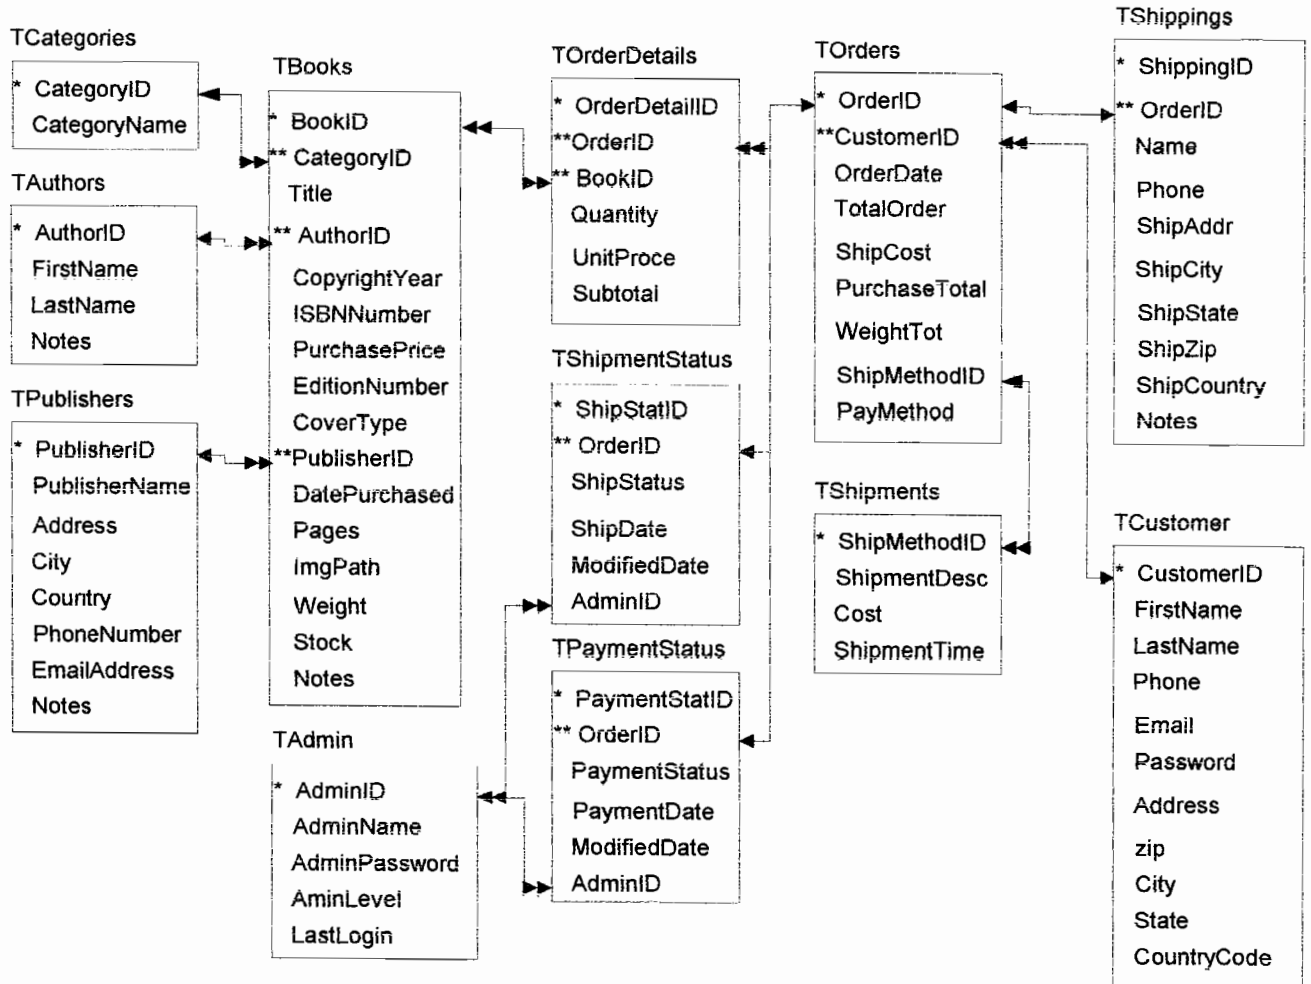 TCategories
* CategoryID
CategoryName
TAuthors
* AuthorID
FirstName
LastName
Notes
TPublishers
* PublisherID
PublisherName
Address
City
Country
PhoneNumber
EmailAddress
Notes
TBooks
* BookID
** CategoryID
Title
** AuthorID
CopyrightYear
ISBNNumber
PurchasePrice
EditionNumber
CoverType
**PublisherID
DatePurchased
Pages
ImgPath
Weight
Stock
Notes
TAdmin
* AdminID
AdminName
AdminPassword
AminLevel
LastLogin
TOrderDetails
* OrderDetailID
**OrderID
** BookID
Quantity
UnitProce
Subtotal
TShipmentStatus
* ShipStatID
** OrderID
ShipStatus
ShipDate
ModifiedDate
AdminID
TPaymentStatus
* PaymentStatID
** OrderID
PaymentStatus
PaymentDate
ModifiedDate
AdminID
TOrders
* OrderID
**CustomerID
OrderDate
TotalOrder
ShipCost
PurchaseTotal
WeightTot
ShipMethodID
PayMethod
TShipments
* ShipMethodID
ShipmentDesc
Cost
ShipmentTime
TShippings
* ShippingID
** OrderID
Name
Phone
ShipAddr
ShipCity
ShipState
ShipZip
ShipCountry
Notes
TCustomer
* CustomerID
FirstName
LastName
Phone
Email
Password
Address
zip
City
State
CountryCode